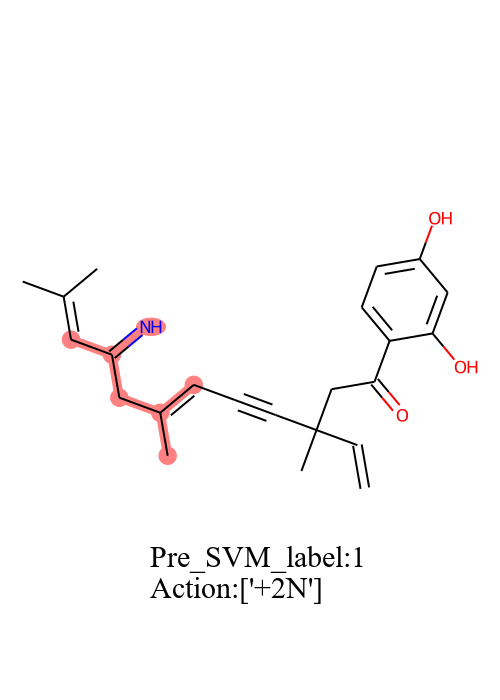 OH
NH
OH
O
Pre_SVM_label:1
Action:['+2N']